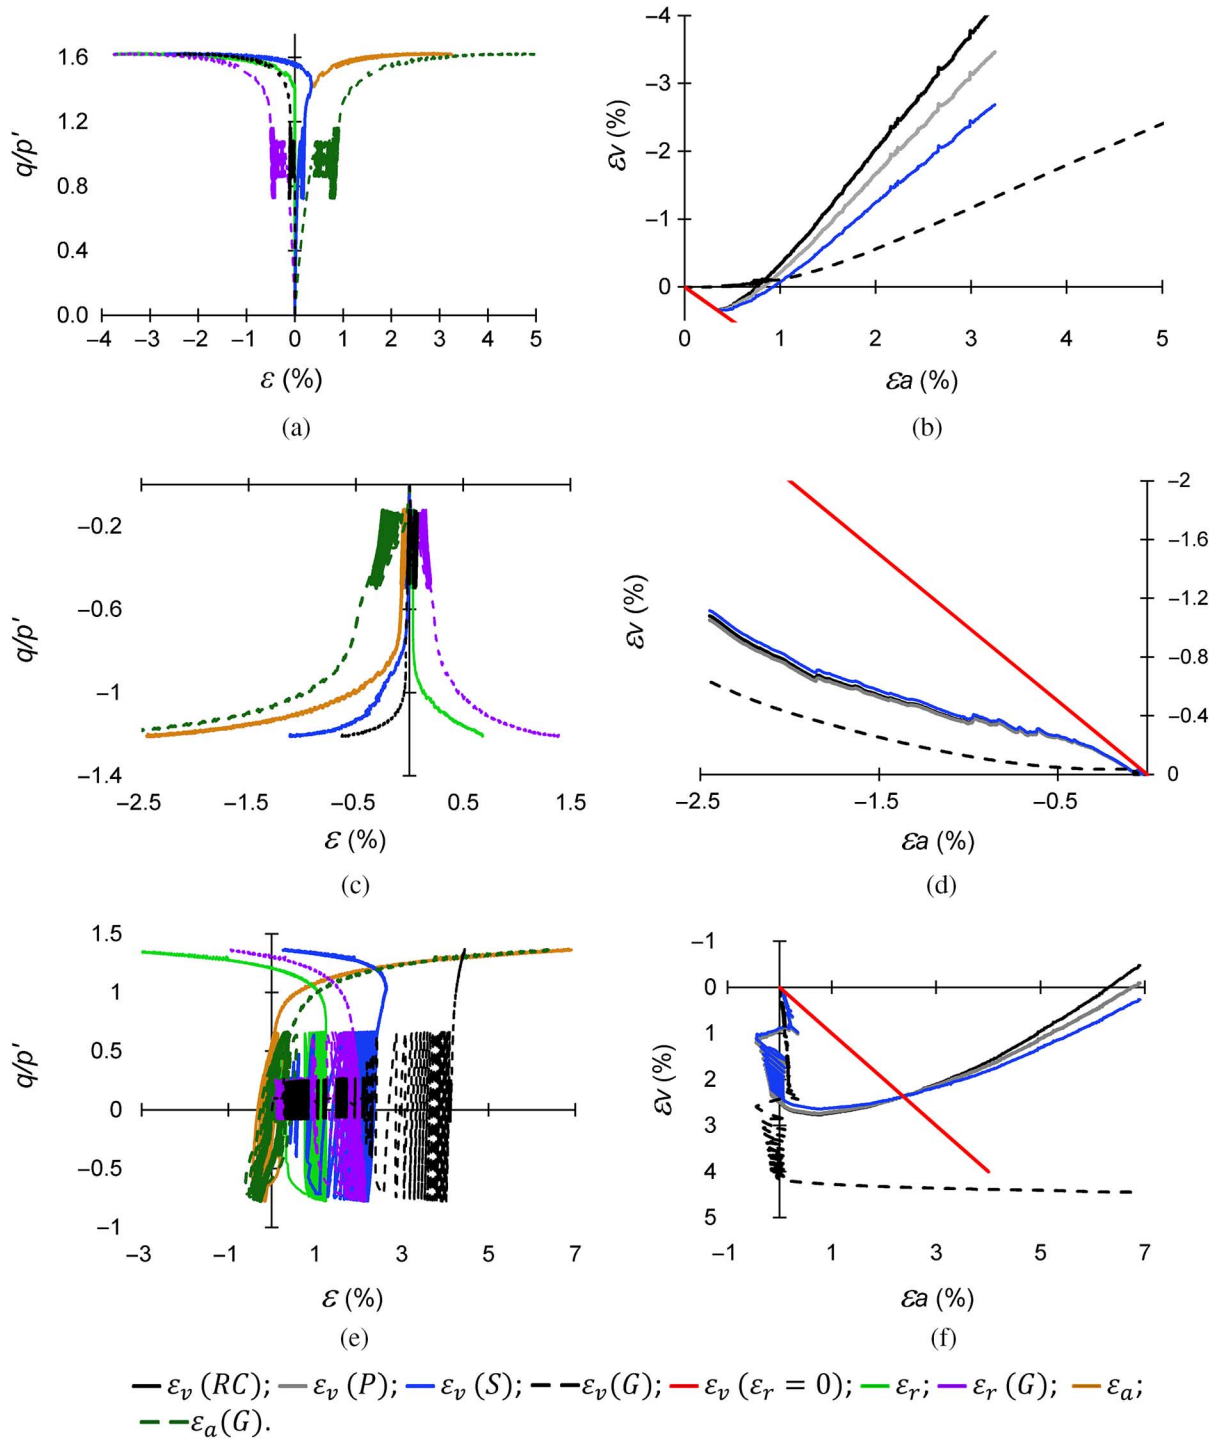 q/p'
1.6
1.2
0.8
0.4
0.0
−4 −3 −2 −1 0 1 2 3 4 5
ε (%)
(a)
εv (%)
−4
−3
−2
−1
0
0 1 2 3 4 5
εa (%)
(b)
q/p'
−0.2
−0.6
−1
−1.4
−2.5 −1.5 −0.5 0.5 1.5
ε (%)
(c)
εv (%)
−2
−1.6
−1.2
−0.8
−0.4
0
−2.5 −1.5 −0.5
εa (%)
(d)
q/p'
1.5
1
0.5
0
−0.5
−1
−3 −1 1 3 5 7
ε (%)
(e)
εv (%)
−1
0
1
2
3
4
5
−1 1 3 5 7
εa (%)
(f)
εv (RC); εv (P); εv (S); εv(G); εv (εr = 0); εr; εr (G); εa;
εa(G).